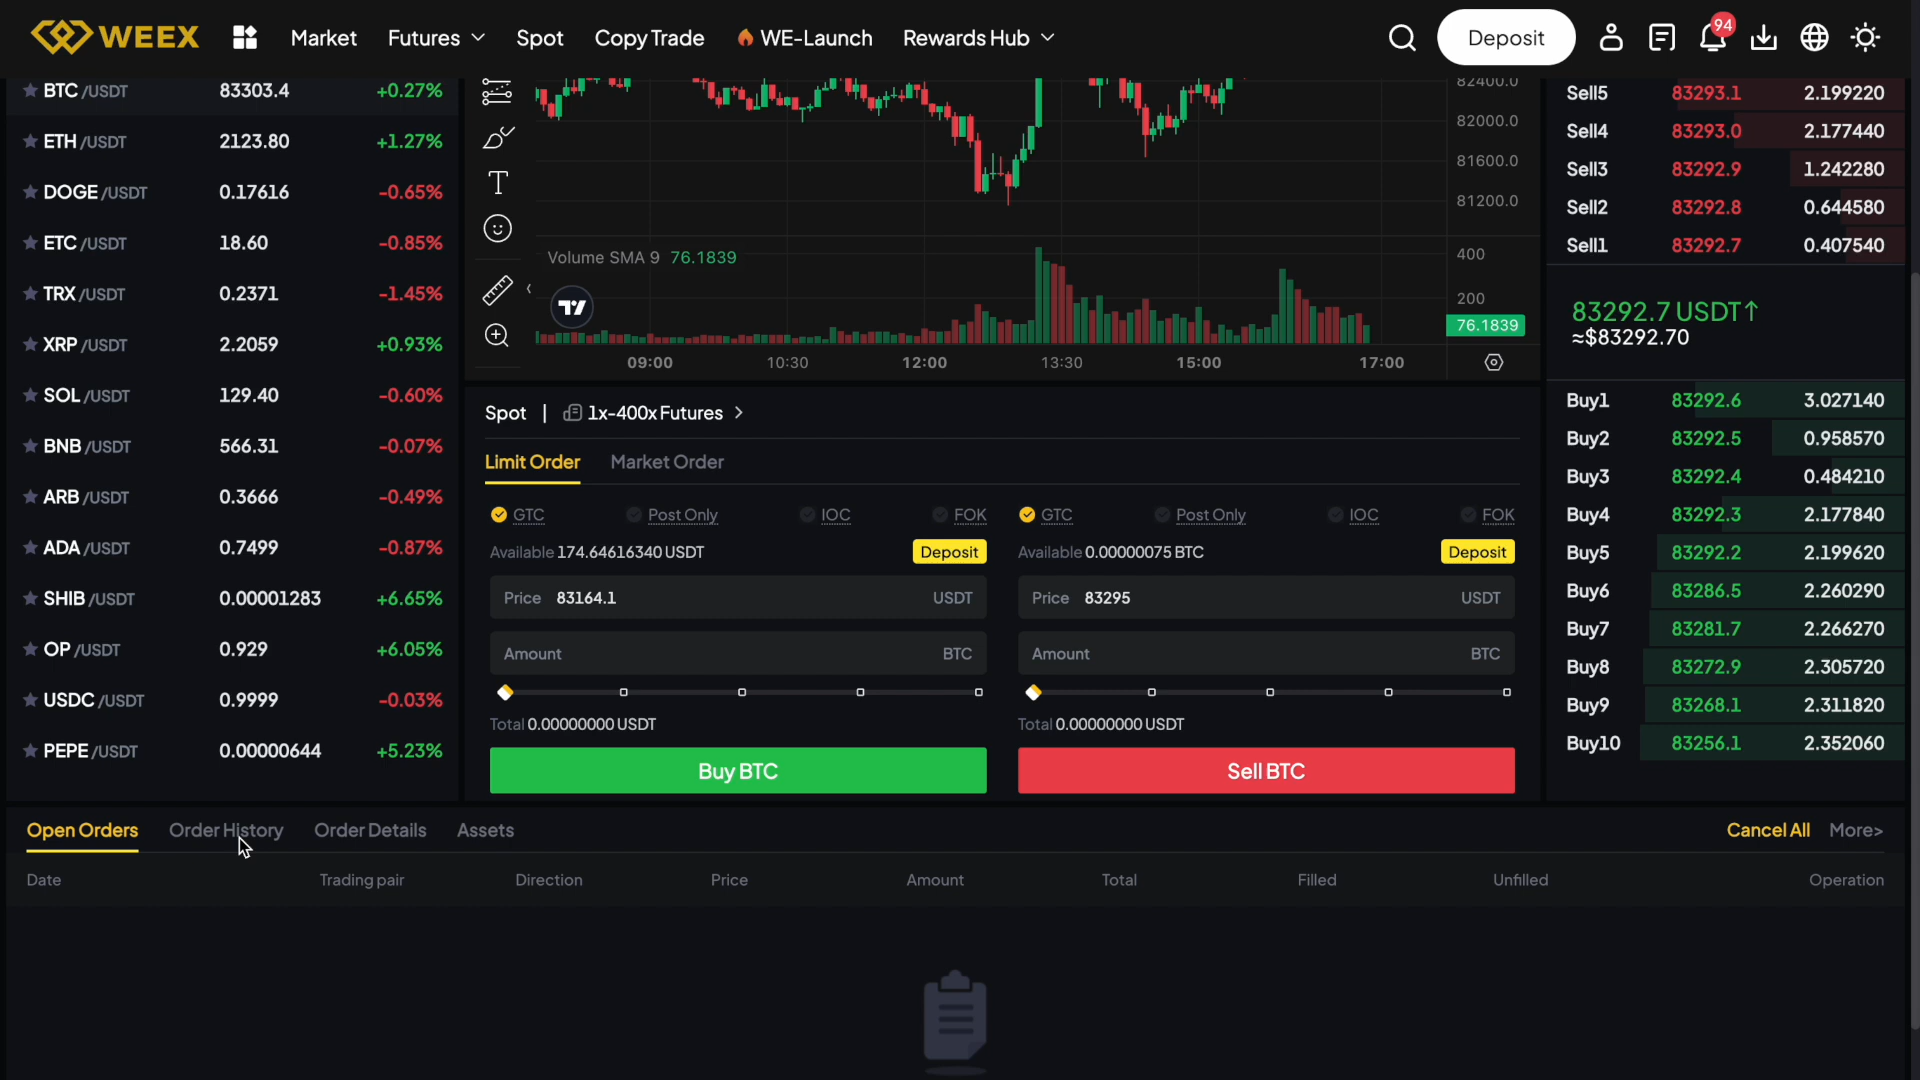 WEEX Market Futures Spot Copy Trade WE-Launch Rewards Hub Deposit 94
BTC /USDT 83303.4 +0.27%
ETH /USDT 2123.80 +1.27%
DOGE /USDT 0.17616 -0.65%
ETC /USDT 18.60 -0.85%
TRX /USDT 0.2371 -1.45%
XRP /USDT 2.2059 +0.93%
SOL /USDT 129.40 -0.60%
BNB /USDT 566.31 -0.07%
ARB /USDT 0.3666 -0.49%
ADA /USDT 0.7499 -0.87%
SHIB /USDT 0.00001283 +6.65%
OP /USDT 0.929 +6.05%
USDC /USDT 0.9999 -0.03%
PEPE /USDT 0.00000644 +5.23%
82400.0
82000.0
81600.0
81200.0
Volume SMA 9 76.1839
400
200
76.1839
09:00 10:30 12:00 13:30 15:00 17:00
Spot | 1x-400x Futures >
Limit Order Market Order
GTC Post Only IOC FOK
Available 174.64616340 USDT Deposit
Price 83164.1 USDT
Amount BTC
Total 0.00000000 USDT
Buy BTC
GTC Post Only IOC FOK
Available 0.00000075 BTC Deposit
Price 83295 USDT
Amount BTC
Total 0.00000000 USDT
Sell BTC
Sell5 83293.1 2.199220
Sell4 83293.0 2.177440
Sell3 83292.9 1.242280
Sell2 83292.8 0.644580
Sell1 83292.7 0.407540
83292.7 USDT↑
≈$83292.70
Buy1 83292.6 3.027140
Buy2 83292.5 0.958570
Buy3 83292.4 0.484210
Buy4 83292.3 2.177840
Buy5 83292.2 2.199620
Buy6 83286.5 2.260290
Buy7 83281.7 2.266270
Buy8 83272.9 2.305720
Buy9 83268.1 2.311820
Buy10 83256.1 2.352060
Open Orders Order History Order Details Assets Cancel All More>
Date Trading pair Direction Price Amount Total Filled Unfilled Operation